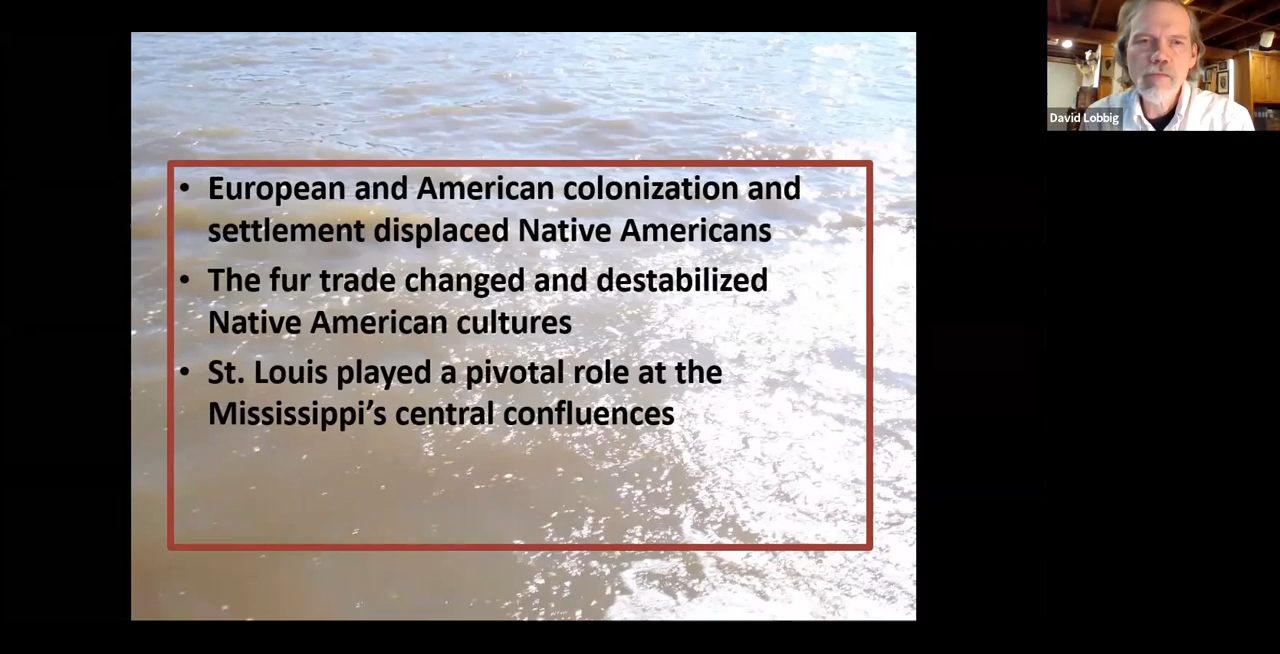 • European and American colonization and
settlement displaced Native Americans
• The fur trade changed and destabilized
Native American cultures
• St. Louis played a pivotal role at the
Mississippi’s central confluences
David Lobbig